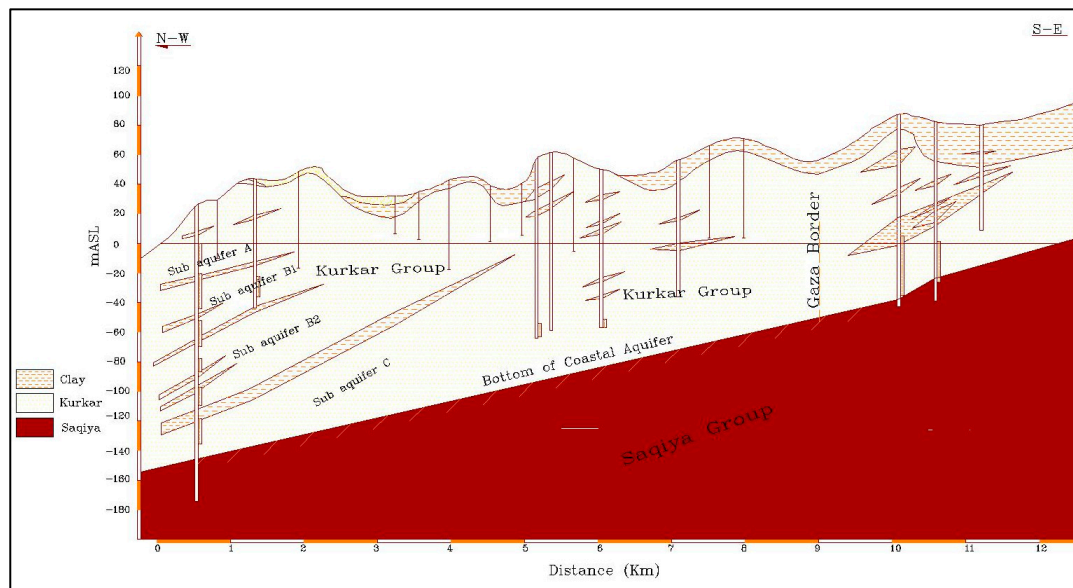 N-W
S-E
120
100
80
60
40
20
0
-20
-40
-60
-80
-100
-120
-140
-160
-180
mASL
Sub aquifer A
Sub aquifer B1
Sub aquifer B2
Sub aquifer C
Kurkar Group
Kurkar Group
Gaza Border
Bottom of Coastal Aquifer
Saqiya Group
Clay
Kurkar
Saqiya
0 1 2 3 4 5 6 7 8 9 10 11 12
Distance (Km)